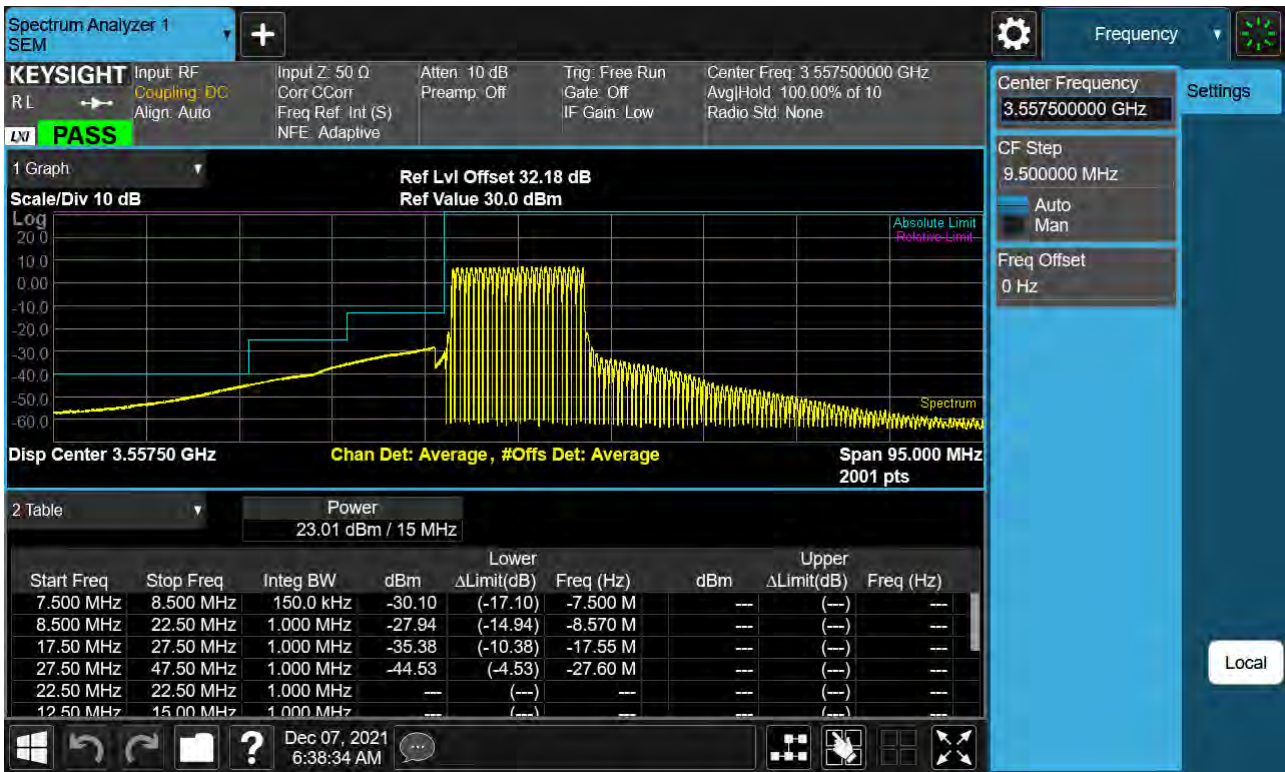 Spectrum Analyzer 1
SEM
Frequency
KEYSIGHT
RL
LXI
PASS
Input: RF
Coupling: DC
Align: Auto
Input Z: 50 Ω
Corr CCorr
Freq Ref: Int (S)
NFE: Adaptive
Atten: 10 dB
Preamp: Off
Trig: Free Run
Gate: Off
IF Gain: Low
Center Freq: 3.557500000 GHz
Avg|Hold: 100.00% of 10
Radio Std: None
Center Frequency
3.557500000 GHz
Settings
CF Step
9.500000 MHz
Auto
Man
Freq Offset
0 Hz
Local
1 Graph
Scale/Div 10 dB
Ref Lvl Offset 32.18 dB
Ref Value 30.0 dBm
Log
Absolute Limit
Relative Limit
20.0
10.0
0.00
-10.0
-20.0
-30.0
-40.0
-50.0
-60.0
Spectrum
Disp Center 3.55750 GHz
Chan Det: Average, #Offs Det: Average
Span 95.000 MHz
2001 pts
2 Table
Power
23.01 dBm / 15 MHz
Lower Upper
Start Freq Stop Freq Integ BW dBm ΔLimit(dB) Freq (Hz) dBm ΔLimit(dB) Freq (Hz)
7.500 MHz 8.500 MHz 150.0 kHz -30.10 (-17.10) -7.500 M --- (---) ---
8.500 MHz 22.50 MHz 1.000 MHz -27.94 (-14.94) -8.570 M --- (---) ---
17.50 MHz 27.50 MHz 1.000 MHz -35.38 (-10.38) -17.55 M --- (---) ---
27.50 MHz 47.50 MHz 1.000 MHz -44.53 (-4.53) -27.60 M --- (---) ---
22.50 MHz 22.50 MHz 1.000 MHz --- (---) --- --- (---) ---
12.50 MHz 15.00 MHz 1.000 MHz --- (---) --- --- (---) ---
?
Dec 07, 2021
6:38:34 AM